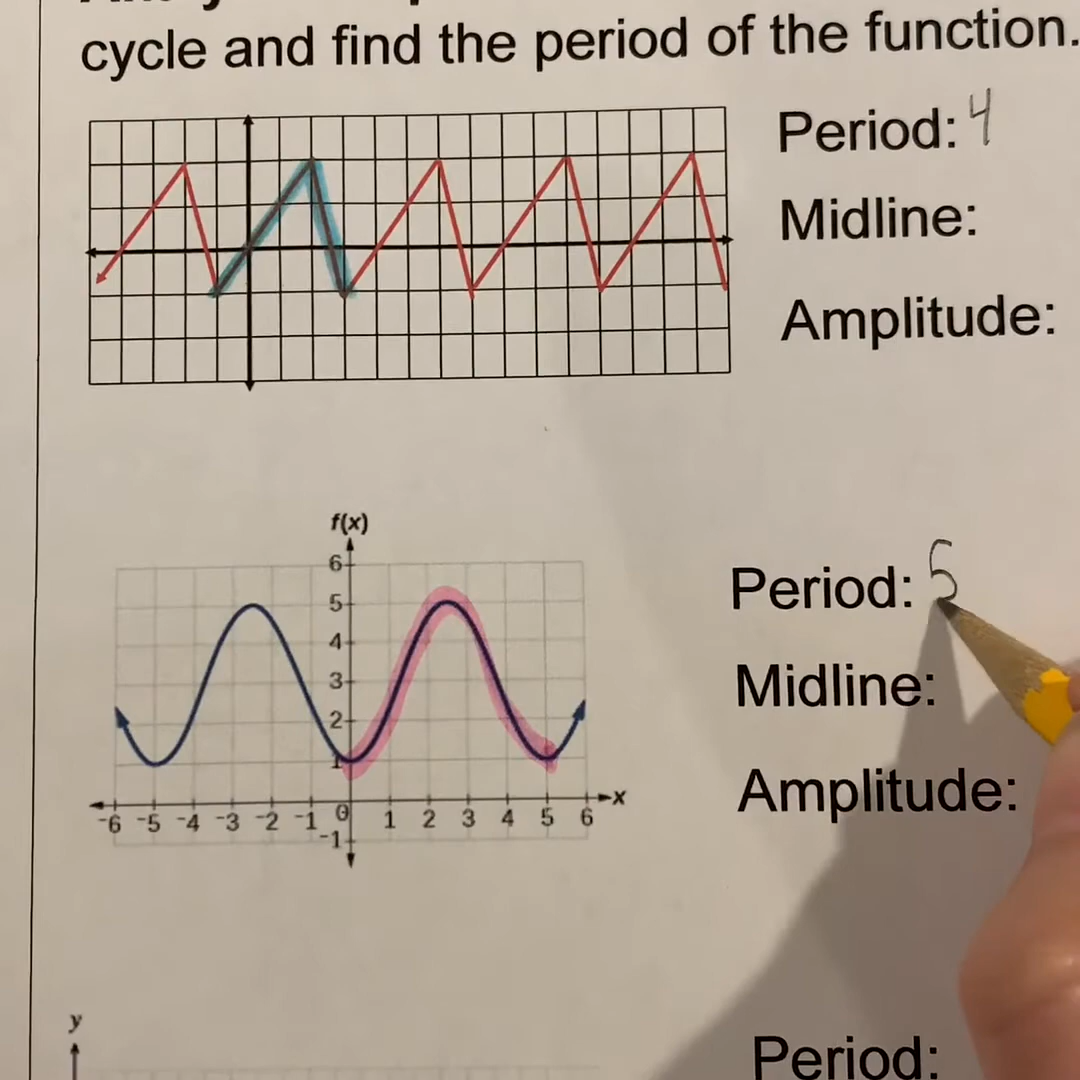 cycle and find the period of the function.
Period: 4
Midline:
Amplitude:
f(x)
6
5
4
3
2
1
-6 -5 -4 -3 -2 -1 0 1 2 3 4 5 6 x
-1
Period: 5
Midline:
Amplitude:
y
Period: